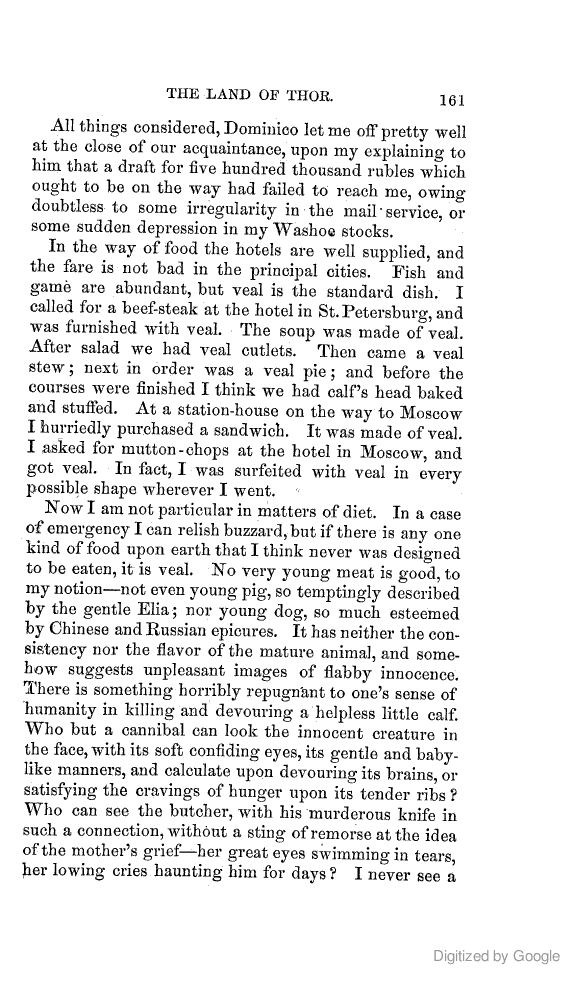 THE LAND OF THOR. 161
All things considered, Dominico let me off pretty well
at the close of our acquaintance, upon my explaining to
him that a draft for five hundred thousand rubles which
ought to be on the way had failed to reach me, owing
doubtless to some irregularity in the mail service, or
some sudden depression in my Washoe stocks.
In the way of food the hotels are well supplied, and
the fare is not bad in the principal cities. Fish and
game are abundant, but veal is the standard dish. I
called for a beef-steak at the hotel in St. Petersburg, and
was furnished with veal. The soup was made of veal.
After salad we had veal cutlets. Then came a veal
stew; next in order was a veal pie; and before the
courses were finished I think we had calf's head baked
and stuffed. At a station-house on the way to Moscow
I hurriedly purchased a sandwich. It was made of veal.
I asked for mutton-chops at the hotel in Moscow, and
got veal. In fact, I was surfeited with veal in every
possible shape wherever I went.
Now I am not particular in matters of diet. In a case
of emergency I can relish buzzard, but if there is any one
kind of food upon earth that I think never was designed
to be eaten, it is veal. No very young meat is good, to
my notion—not even young pig, so temptingly described
by the gentle Elia; nor young dog, so much esteemed
by Chinese and Russian epicures. It has neither the con-
sistency nor the flavor of the mature animal, and some-
how suggests unpleasant images of flabby innocence.
There is something horribly repugnant to one's sense of
humanity in killing and devouring a helpless little calf.
Who but a cannibal can look the innocent creature in
the face, with its soft confiding eyes, its gentle and baby-
like manners, and calculate upon devouring its brains, or
satisfying the cravings of hunger upon its tender ribs?
Who can see the butcher, with his murderous knife in
such a connection, without a sting of remorse at the idea
of the mother's grief—her great eyes swimming in tears,
her lowing cries haunting him for days? I never see a
Digitized by Google